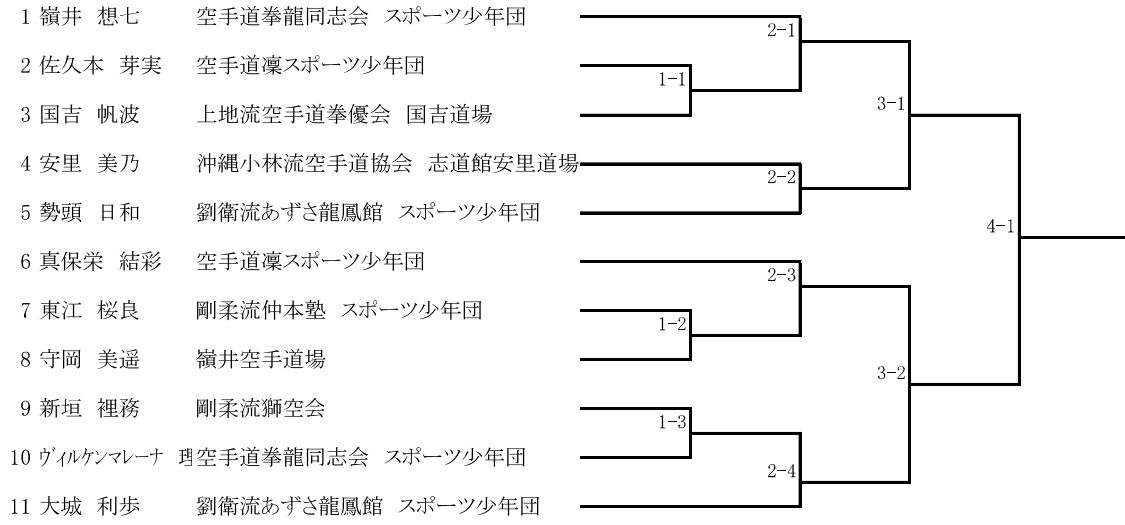 1 嶺井 想七 空手道拳龍同志会 スポーツ少年団
2-1
2 佐久本 芽実 空手道凜スポーツ少年団
1-1
3 国吉 帆波 上地流空手道拳優会 国吉道場
3-1
4 安里 美乃 沖縄小林流空手道協会 志道館安里道場
2-2
5 勢頭 日和 劉衛流あずさ龍鳳館 スポーツ少年団
4-1
6 真保栄 結彩 空手道凜スポーツ少年団
2-3
7 東江 桜良 剛柔流仲本塾 スポーツ少年団
1-2
8 守岡 美遥 嶺井空手道場
3-2
9 新垣 裡務 剛柔流獅空会
1-3
10 ヴィルケンマレーナ 空手道拳龍同志会 スポーツ少年団
2-4
11 大城 利歩 劉衛流あずさ龍鳳館 スポーツ少年団